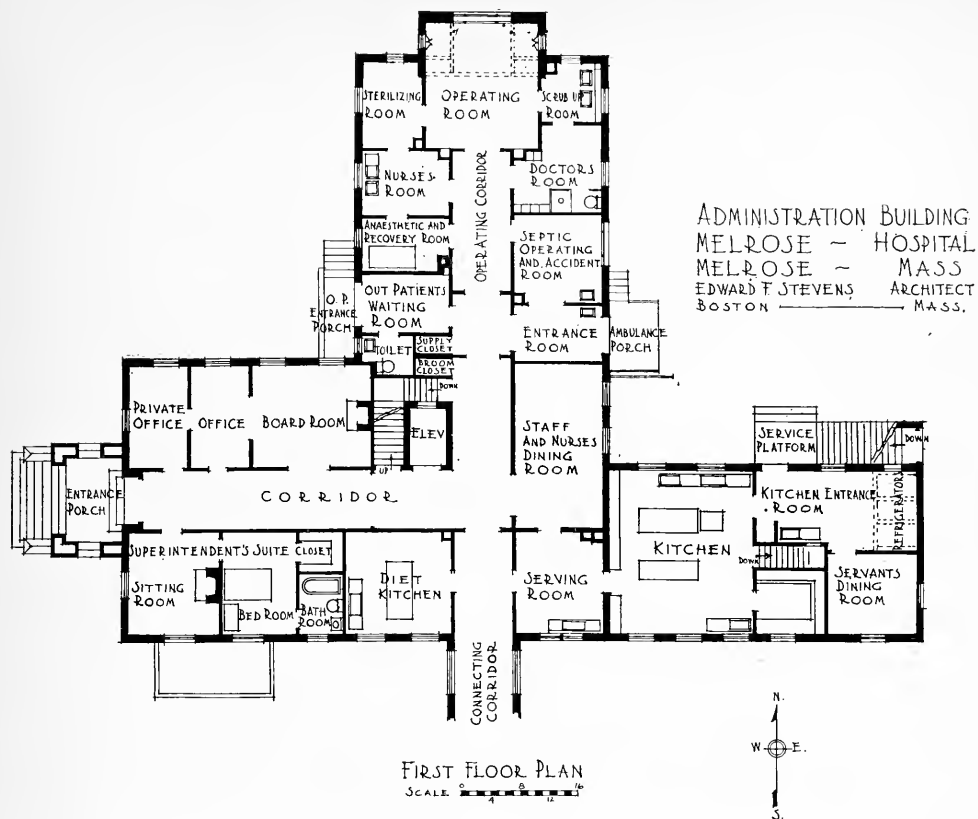 STERILIZING
ROOM
OPERATING
ROOM
SCRUB UP
ROOM
NURSES
ROOM
DOCTORS
ROOM
OPERATING CORRIDOR
ANAESTHETIC AND
RECOVERY ROOM
SEPTIC
OPERATING
AND ACCIDENT
ROOM
ADMINISTRATION BUILDING
MELROSE ~ HOSPITAL
MELROSE ~ MASS
EDWARD F. STEVENS ARCHITECT
BOSTON MASS.
O. P.
ENTRANCE
PORCH
OUT PATIENTS
WAITING
ROOM
TOILET
SUPPLY
CLOSET
BROOM
CLOSET
ENTRANCE
ROOM
AMBULANCE
PORCH
DOWN
PRIVATE
OFFICE
OFFICE
BOARD ROOM
UP
ELEV
STAFF
AND NURSES
DINING
ROOM
SERVICE
PLATFORM
DOWN
ENTRANCE
PORCH
CORRIDOR
KITCHEN ENTRANCE
ROOM
REFRIGERATORS
SUPERINTENDENT'S SUITE
CLOSET
SITTING
ROOM
BED ROOM
BATH
ROOM
DIET
KITCHEN
SERVING
ROOM
KITCHEN
DOWN
SERVANTS
DINING
ROOM
CONNECTING
CORRIDOR
FIRST FLOOR PLAN
SCALE 0 4 8 12 16
N.
W E.
S.